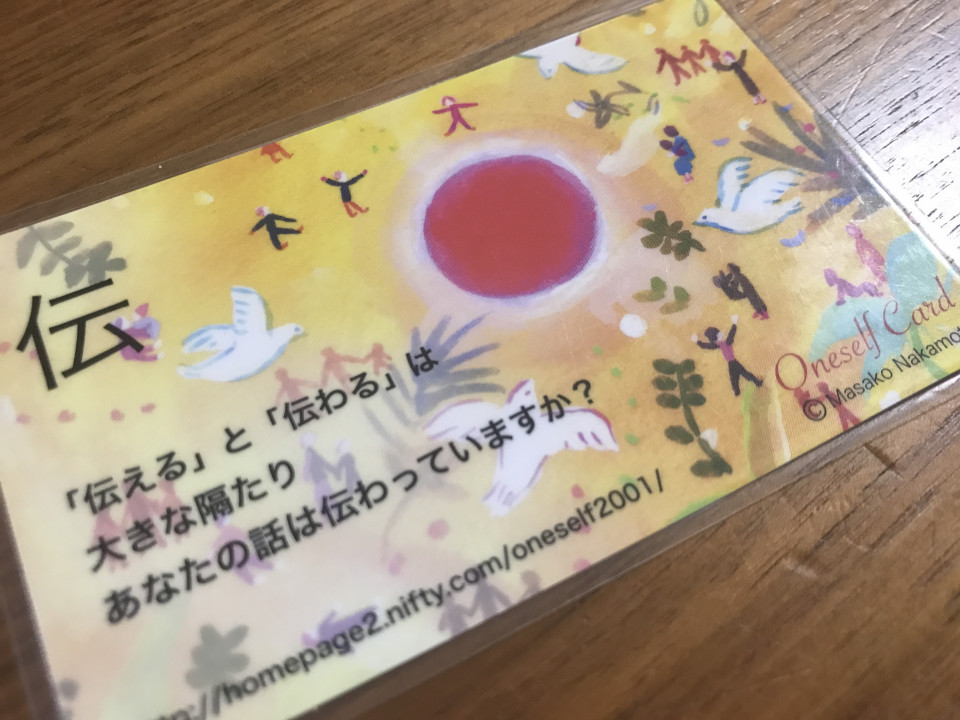 伝
「伝える」と「伝わる」は
大きな隔たり
あなたの話は伝わっていますか？
://homepage2.nifty.com/oneself2001/
Oneself Card
©Masako Nakamot